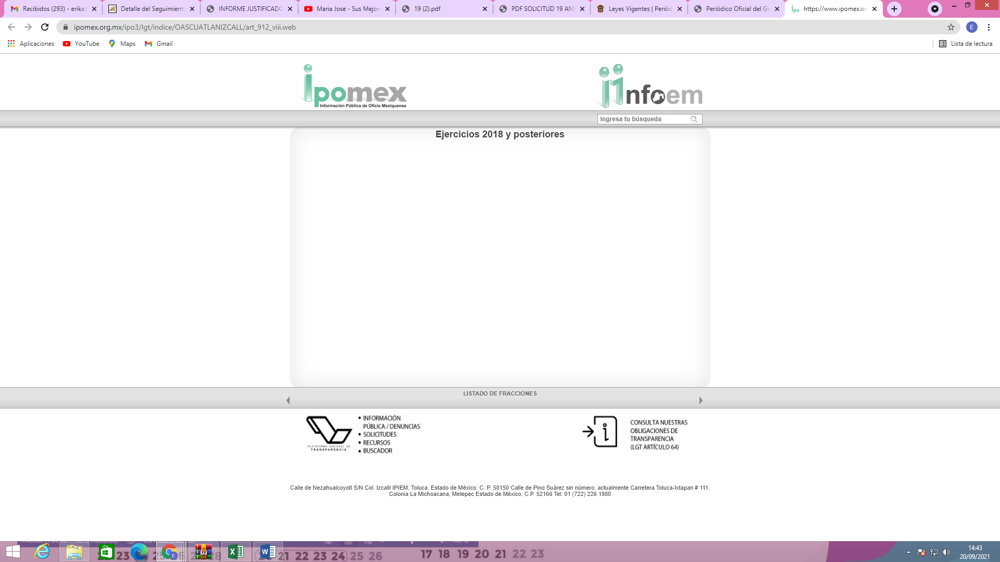 Recibidos (293) - erika.f
Detalle del Seguimiento
INFORME JUSTIFICADO
Maria Jose - Sus Mejor
19 (2).pdf
PDF SOLICITUD 19 ANE
Leyes Vigentes | Periód
Periódico Oficial del Go
https://www.ipomex.or
ipomex.org.mx/ipo3/lgt/indice/OASCUATLANIZCALL/art_912_viii.web
E
Aplicaciones
YouTube
Maps
Gmail
Lista de lectura
ipomex
Información Pública de Oficio Mexiquense
infoem
Ingresa tu búsqueda
Ejercicios 2018 y posteriores
LISTADO DE FRACCIONES
PLATAFORMA NACIONAL DE
TRANSPARENCIA
• INFORMACIÓN
PÚBLICA / DENUNCIAS
• SOLICITUDES
• RECURSOS
• BUSCADOR
CONSULTA NUESTRAS
OBLIGACIONES DE
TRANSPARENCIA
(LGT ARTÍCULO 64)
Calle de Nezahualcoyotl S/N Col. Izcalli IPIEM, Toluca, Estado de México. C. P. 50150 Calle de Pino Suárez sin número, actualmente Carretera Toluca-Ixtapan # 111,
Colonia La Michoacana; Metepec Estado de México, C.P. 52166 Tel: 01 (722) 226 1980
23
21 22 23 24 25 26
17 18 19 20 21 22 23
14:43
20/09/2021